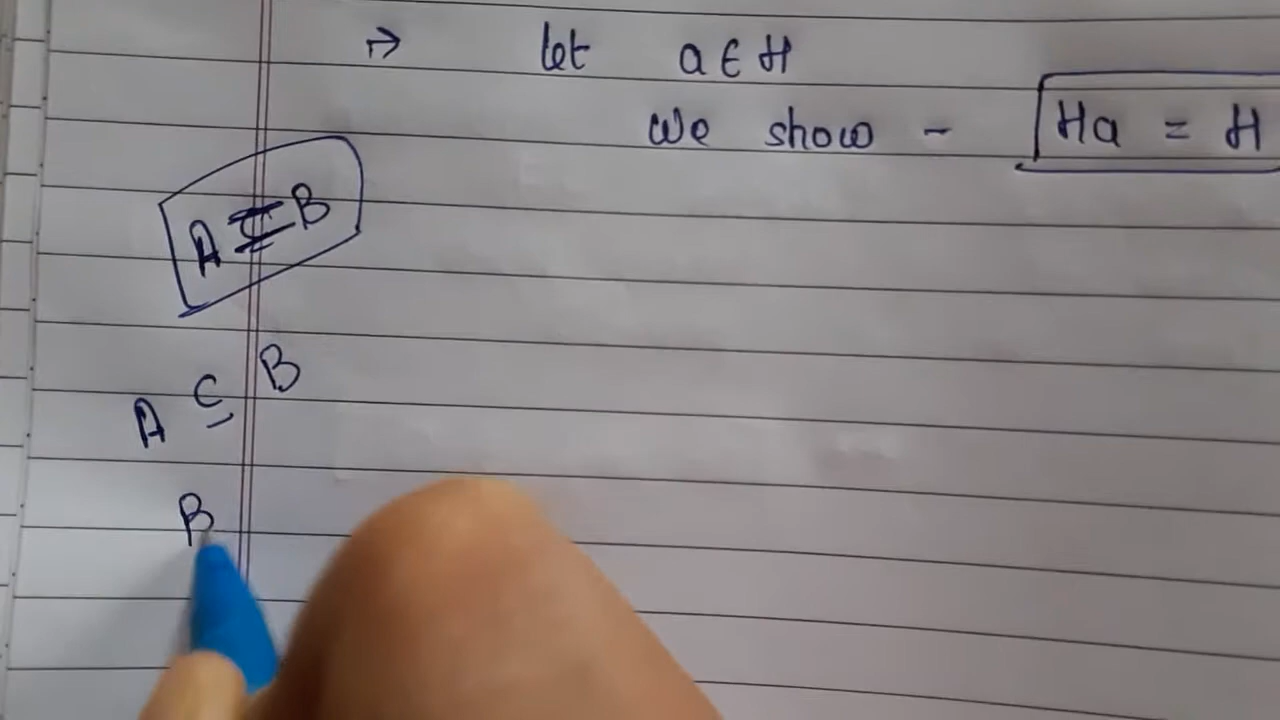 → let a ∈ H
We show - Ha = H
A = B
A ⊆ B
B